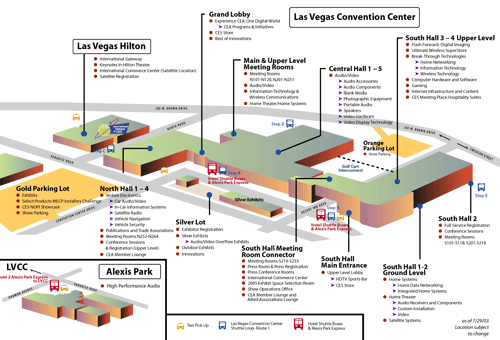 Las Vegas Convention Center
Grand Lobby
Experience CEA: One Digital World
CEA Programs & Initiatives
CES Store
Best of Innovations
Las Vegas Hilton
International Gateway
Keynotes in Hilton Theater
International Commerce Center (Satellite Location)
Satellite Registration
Main & Upper Level
Meeting Rooms
Meeting Rooms
N101-N120, N201-N251
Audio/Video
Information Technology &
Wireless Communications
Home Theater/Home Systems
Central Hall 1 – 5
Audio/Video
Audio Accessories
Audio Components
Blank Media
Photographic Equipment
Portable Audio
Speakers
Video Hardware
Video Display Technology
South Hall 3 – 4 Upper Level
Flash Forward: Digital Imaging
Ultimate Wireless SuperStore
Break Through Technologies
Home Networking
Information Technology
Wireless Technology
Computer Hardware and Software
Gaming
Internet Infrastructure and Content
CES Meeting Place Hospitality Suites
JOE W. BROWN DRIVE
JOE W. BROWN DRIVE
Stop D
Orange
Parking Lot
Show Parking
Golf Cart
Interconnect
PARADISE ROAD
NORTH ROAD
Hotel Shuttle Buses
& Alexis Park Express
Silver Exhibits
CONVENTION CENTER DRIVE
Gold Parking Lot
Exhibits
Select Products MECP Installers Challenge
CES NOPI Showcase
Show Parking
North Hall 1 – 4
Mobile Electronics
Car Audio/Video
In-Car Information Systems
Satellite Radio
Vehicle Navigation
Vehicle Security
Publications and Trade Associations
Meeting Rooms N252-N264
Conference Sessions
& Registration (Upper Level)
CEA Member Lounge
Silver Lot
Exhibitor Registration
Silver Exhibits
Audio/Video Overflow Exhibits
Outdoor Exhibits
Innovations
Hotel Shuttle Buses
& Alexis Park Express
South Hall 2
Full Service Registration
Conference Sessions
Meeting Rooms
S101-S118, S201-S218
South Hall Meeting
Room Connector
Meeting Rooms S219-S233
Press Room & Press Registration
Press Conference Rooms
International Commerce Center
2005 Exhibit Space Selection Room
Show Operations Office
CEA Member Lounge and
Allied Associations Lounge
South Hall
Main Entrance
Upper Level Lobby
HDTV Sports Bar
CES Store
South Hall 1-2
Ground Level
Home Systems
Home Data Networking
Integrated Home Systems
Home Theater
Audio Receivers and Components
Custom Installation
Video
Satellite Systems
LVCC
PARADISE ROAD
Alexis Park
High Performance Audio
Taxi Pick-Up
Las Vegas Convention Center
Shuttle Loop - Route 1
Hotel Shuttle Buses
& Alexis Park Express
as of 7/29/03
Location subject
to change